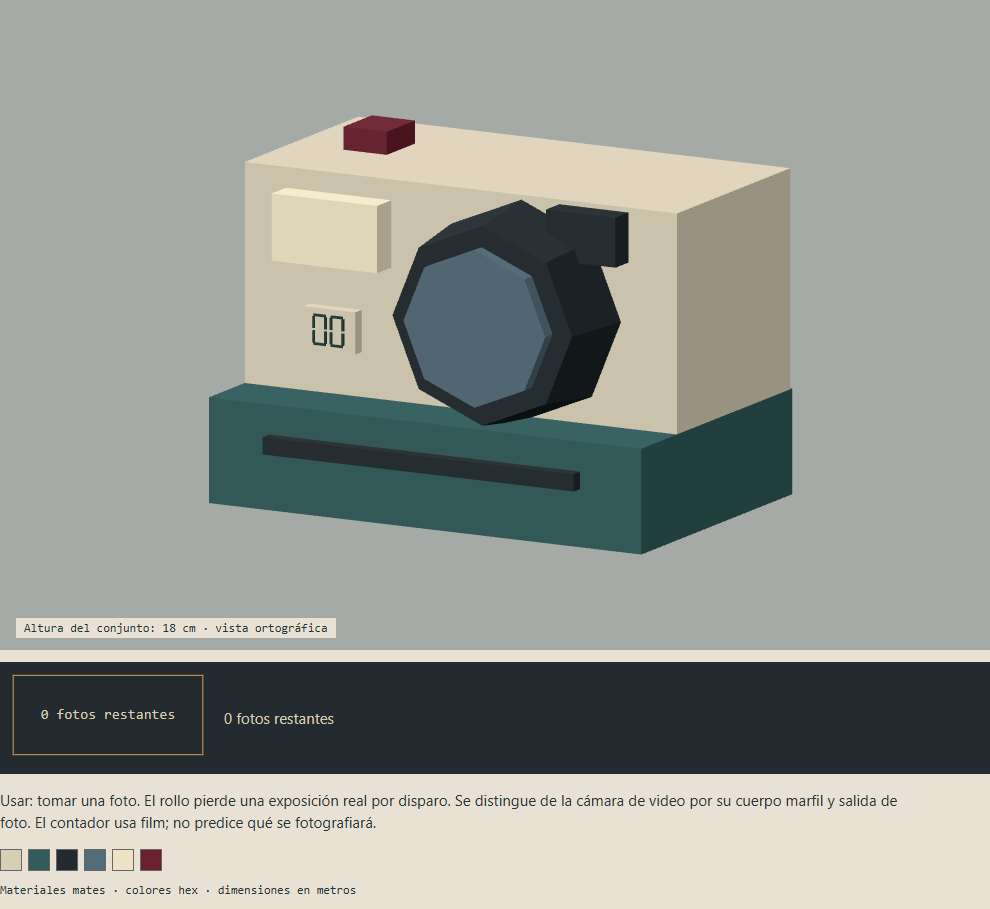 00
Altura del conjunto: 18 cm · vista ortográfica
0 fotos restantes
0 fotos restantes
Usar: tomar una foto. El rollo pierde una exposición real por disparo. Se distingue de la cámara de video por su cuerpo marfil y salida de
foto. El contador usa film; no predice qué se fotografiará.
Materiales mates · colores hex · dimensiones en metros